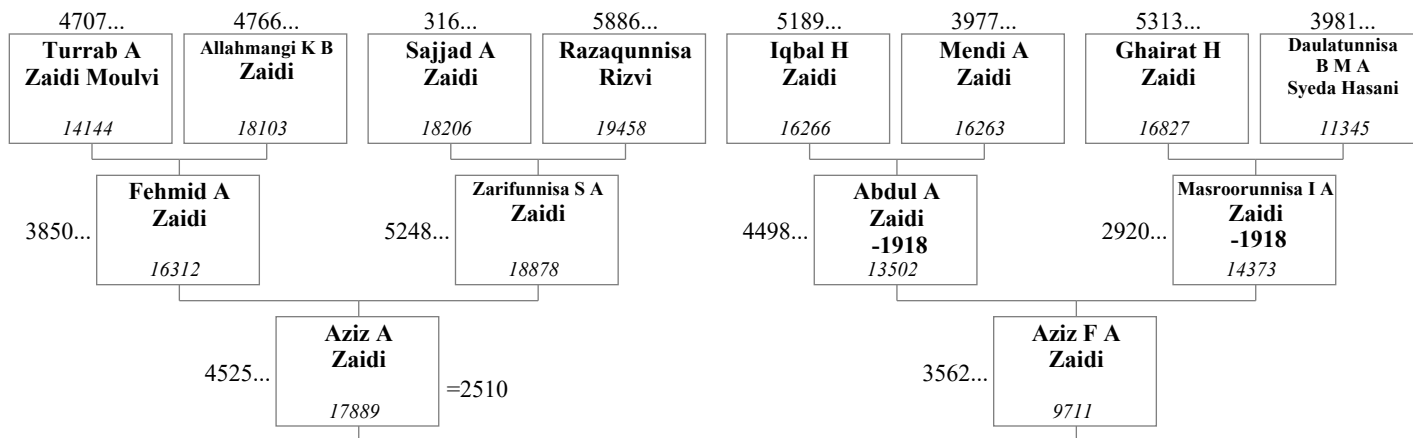 4707...
4766...
316...
5886...
5189...
3977...
5313...
3981...
Turrab A
Zaidi Moulvi
14144
Allahmangi K B
Zaidi
18103
Sajjad A
Zaidi
18206
Razaqunnisa
Rizvi
19458
Iqbal H
Zaidi
16266
Mendi A
Zaidi
16263
Ghairat H
Zaidi
16827
Daulatunnisa
B M A
Syeda Hasani
11345
3850...
Fehmid A
Zaidi
16312
5248...
Zarifunnisa S A
Zaidi
18878
4498...
Abdul A
Zaidi
-1918
13502
2920...
Masroorunnisa I A
Zaidi
-1918
14373
4525...
Aziz A
Zaidi
17889
=2510
3562...
Aziz F A
Zaidi
9711